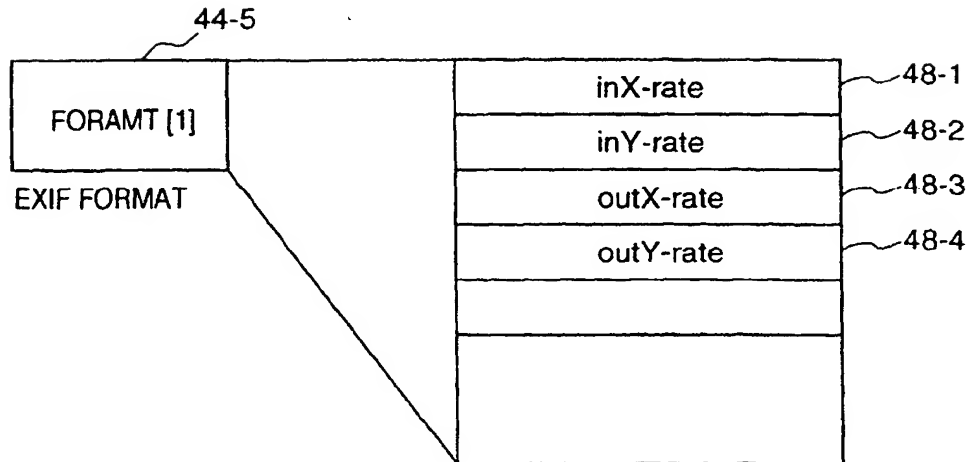 44-5
FORAMT [1]
EXIF FORMAT
inX-rate
48-1
inY-rate
48-2
outX-rate
48-3
outY-rate
48-4